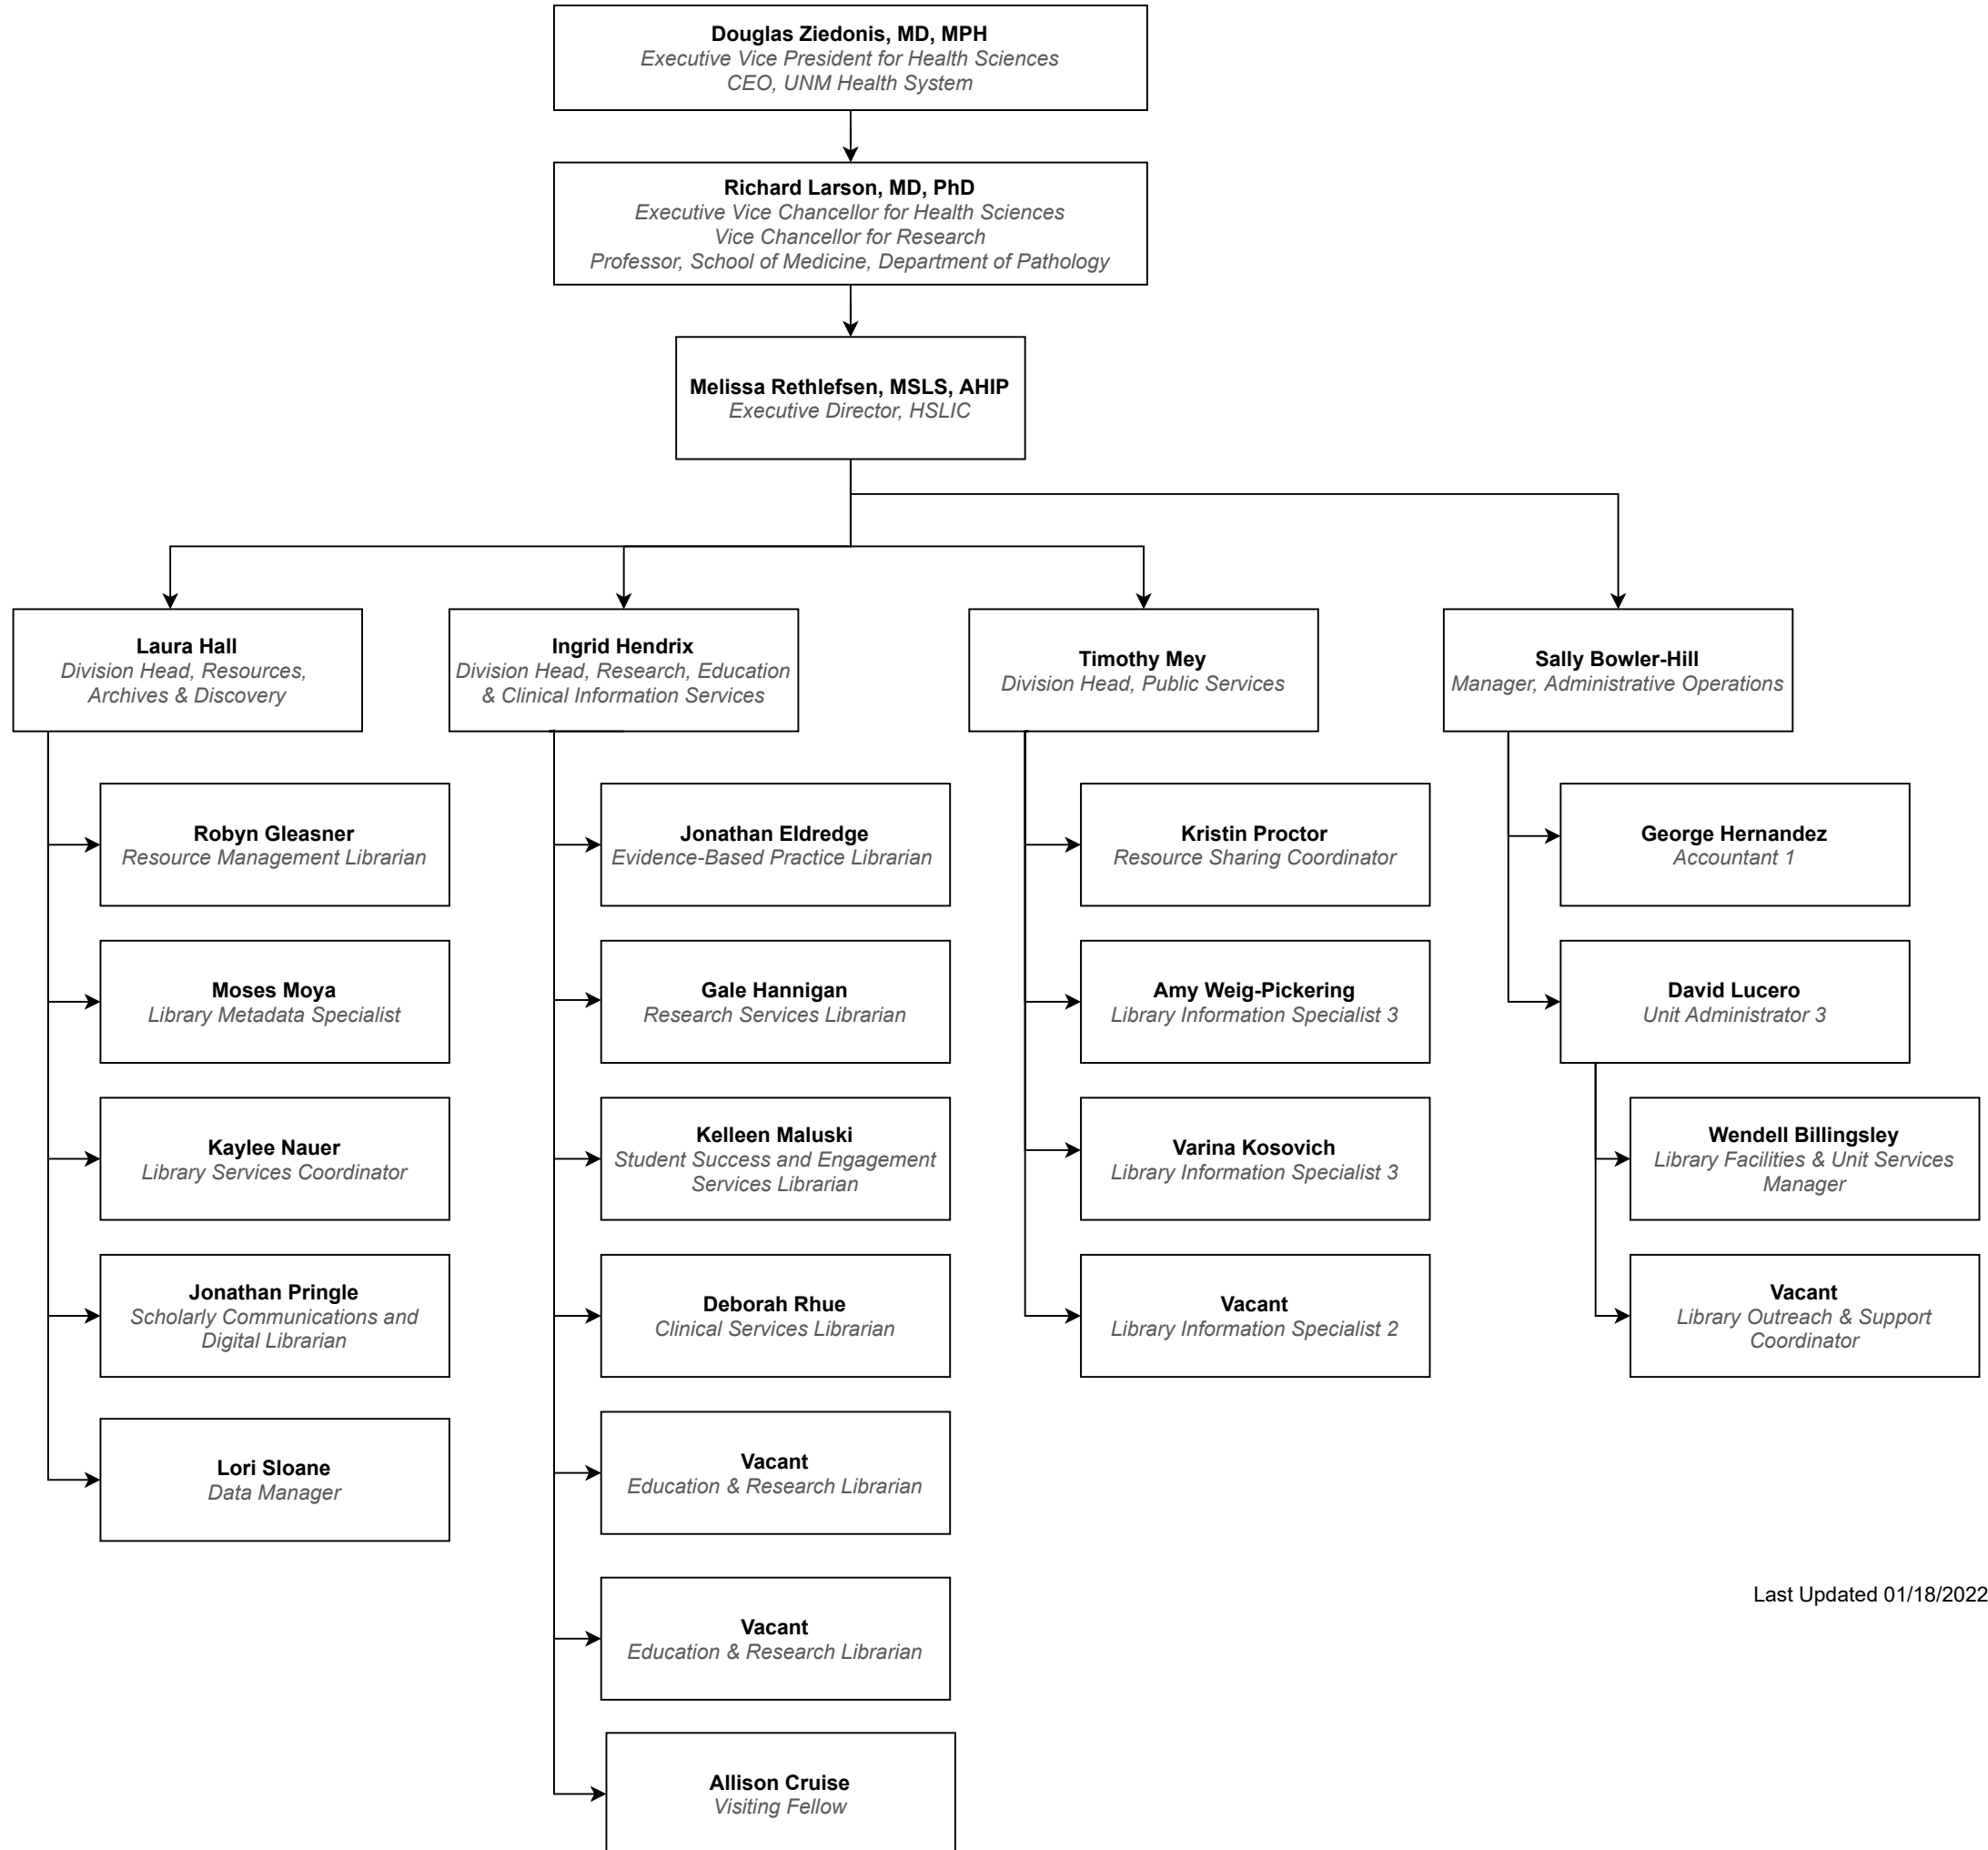 Douglas Ziedonis, MD, MPH
Executive Vice President for Health Sciences
CEO, UNM Health System
Richard Larson, MD, PhD
Executive Vice Chancellor for Health Sciences
Vice Chancellor for Research
Professor, School of Medicine, Department of Pathology
Melissa Rethlefsen, MSLS, AHIP
Executive Director, HSLIC
Laura Hall
Division Head, Resources,
Archives & Discovery
Robyn Gleasner
Resource Management Librarian
Moses Moya
Library Metadata Specialist
Kaylee Nauer
Library Services Coordinator
Jonathan Pringle
Scholarly Communications and
Digital Librarian
Lori Sloane
Data Manager
Ingrid Hendrix
Division Head, Research, Education
& Clinical Information Services
Jonathan Eldredge
Evidence-Based Practice Librarian
Gale Hannigan
Research Services Librarian
Kelleen Maluski
Student Success and Engagement
Services Librarian
Deborah Rhue
Clinical Services Librarian
Vacant
Education & Research Librarian
Vacant
Education & Research Librarian
Allison Cruise
Visiting Fellow
Timothy Mey
Division Head, Public Services
Kristin Proctor
Resource Sharing Coordinator
Amy Weig-Pickering
Library Information Specialist 3
Varina Kosovich
Library Information Specialist 3
Vacant
Library Information Specialist 2
Sally Bowler-Hill
Manager, Administrative Operations
George Hernandez
Accountant 1
David Lucero
Unit Administrator 3
Wendell Billingsley
Library Facilities & Unit Services
Manager
Vacant
Library Outreach & Support
Coordinator
Last Updated 01/18/2022